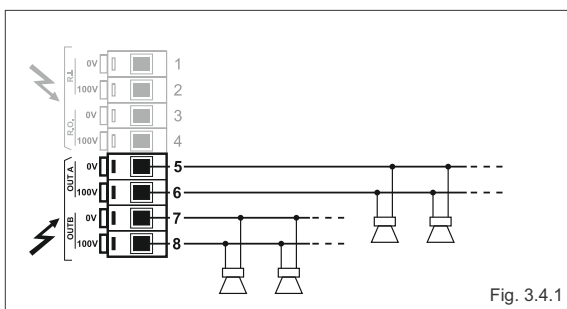 0V 1
100V 2
R.T.
0V 3
100V 4
0V 5
OUT A
100V 6
0V 7
OUTB
100V 8
Fig. 3.4.1